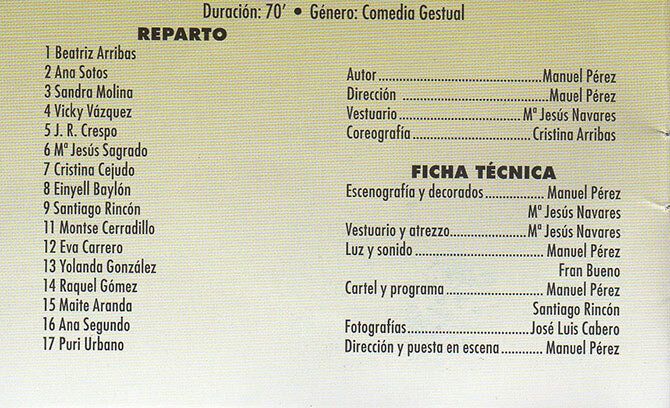 Duración: 70' • Género: Comedia Gestual
REPARTO
1 Beatriz Arribas
2 Ana Sotos
3 Sandra Molina
4 Vicky Vázquez
5 J. R. Crespo
6 Mª Jesús Sagrado
7 Cristina Cejudo
8 Einyell Baylón
9 Santiago Rincón
11 Montse Cerradillo
12 Eva Carrero
13 Yolanda González
14 Raquel Gómez
15 Maite Aranda
16 Ana Segundo
17 Puri Urbano
Autor..........................................Manuel Pérez
Dirección ......................................Mauel Pérez
Vestuario ................................Mª Jesús Navares
Coreografía ..................................Cristina Arribas
FICHA TÉCNICA
Escenografía y decorados............... Manuel Pérez
Mª Jesús Navares
Vestuario y atrezzo....................Mª Jesús Navares
Luz y sonido ................................. Manuel Pérez
Fran Bueno
Cartel y programa .......................... Manuel Pérez
Santiago Rincón
Fotografías................................José Luis Cabero
Dirección y puesta en escena ............ Manuel Pérez